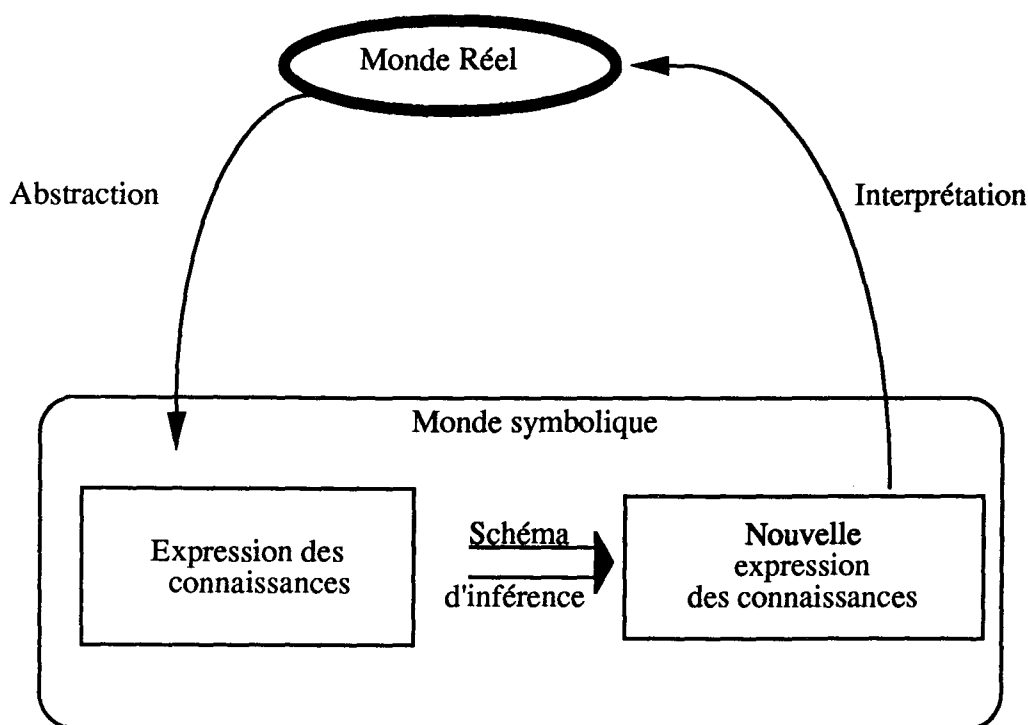 Monde Réel
Abstraction
Interprétation
Monde symbolique
Expression des
connaissances
Schéma
d'inférence
Nouvelle
expression
des connaissances